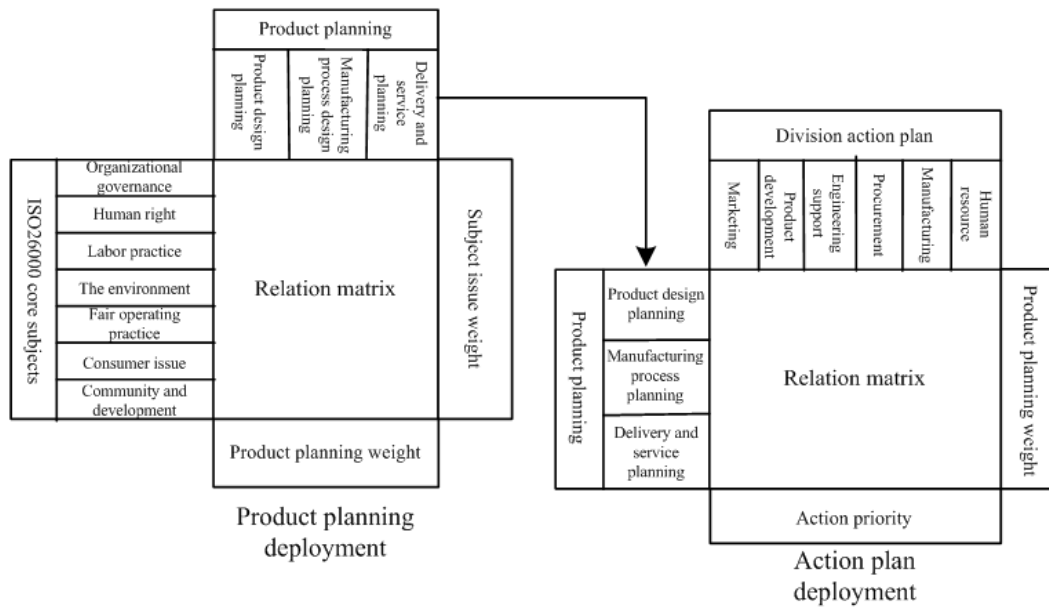 Product planning
Product design
planning
Manufacturing
process design
planning
Delivery and
service
planning
ISO26000 core subjects
Organizational
governance
Human right
Labor practice
The environment
Fair operating
practice
Consumer issue
Community and
development
Relation matrix
Subject issue weight
Product planning weight
Product planning
deployment
Division action plan
Marketing
Product
development
Engineering
support
Procurement
Manufacturing
Human
resource
Product planning
Product design
planning
Manufacturing
process planning
Delivery and
service planning
Relation matrix
Product planning weight
Action priority
Action plan
deployment